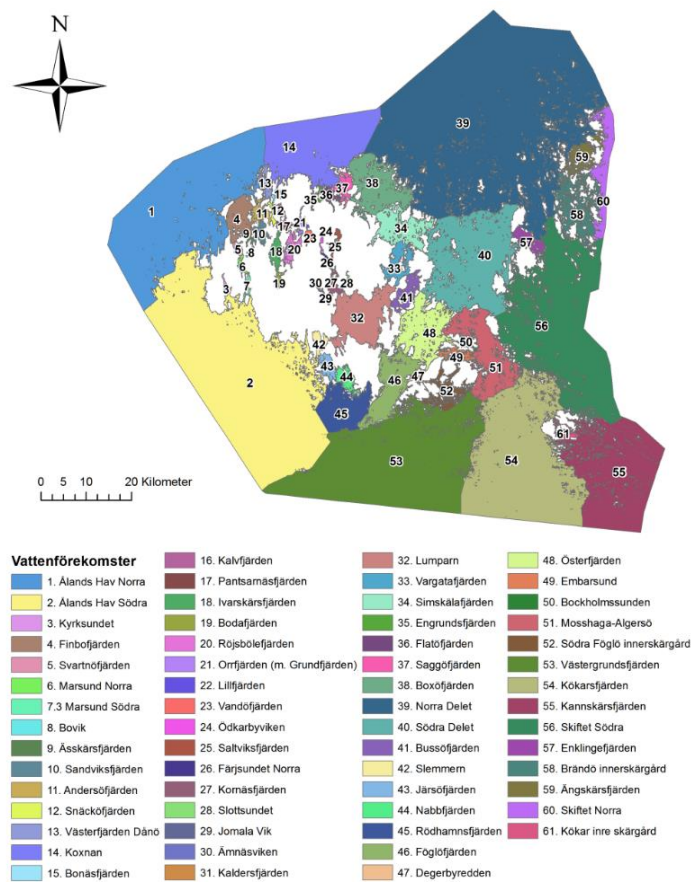 N
39
14
59
13
37
38
36
15
35
60
1
12
58
4
11
17
21
34
9
10
24
23
57
5
8
18
20
25
40
6
26
33
3
7
19
30
27
28
29
41
56
32
48
42
50
49
43
51
2
44
46
47
52
45
61
53
54
55
0 5 10 20 Kilometer
Vattenförekomster
1. Ålands Hav Norra
2. Ålands Hav Södra
3. Kyrksundet
4. Finbofjärden
5. Svartnöfjärden
6. Marsund Norra
7.3 Marsund Södra
8. Bovik
9. Ässkärsfjärden
10. Sandviksfjärden
11. Andersöfjärden
12. Snäcköfjärden
13. Västerfjärden Dånö
14. Koxnan
15. Bonäsfjärden
16. Kalvfjärden
17. Pantsarnäsfjärden
18. Ivarskärsfjärden
19. Bodafjärden
20. Röjsbölefjärden
21. Orrfjärden (m. Grundfjärden)
22. Lillfjärden
23. Vandöfjärden
24. Ödkarbyviken
25. Saltviksfjärden
26. Färjsundet Norra
27. Kornäsfjärden
28. Slottsundet
29. Jomala Vik
30. Ämnäsviken
31. Kaldersfjärden
32. Lumparn
33. Vargatafjärden
34. Simskälafjärden
35. Engrundsfjärden
36. Flatöfjärden
37. Saggöfjärden
38. Boxöfjärden
39. Norra Delet
40. Södra Delet
41. Bussöfjärden
42. Slemmern
43. Järsöfjärden
44. Nabbfjärden
45. Rödhamnsfjärden
46. Föglöfjärden
47. Degerbyredden
48. Österfjärden
49. Embarsund
50. Bockholmssunden
51. Mosshaga-Algersö
52. Södra Föglö innerskärgård
53. Västergrundsfjärden
54. Kökarsfjärden
55. Kannskärsfjärden
56. Skiftet Södra
57. Enklingefjärden
58. Brändö innerskärgård
59. Ängskärsfjärden
60. Skiftet Norra
61. Kökar inre skärgård